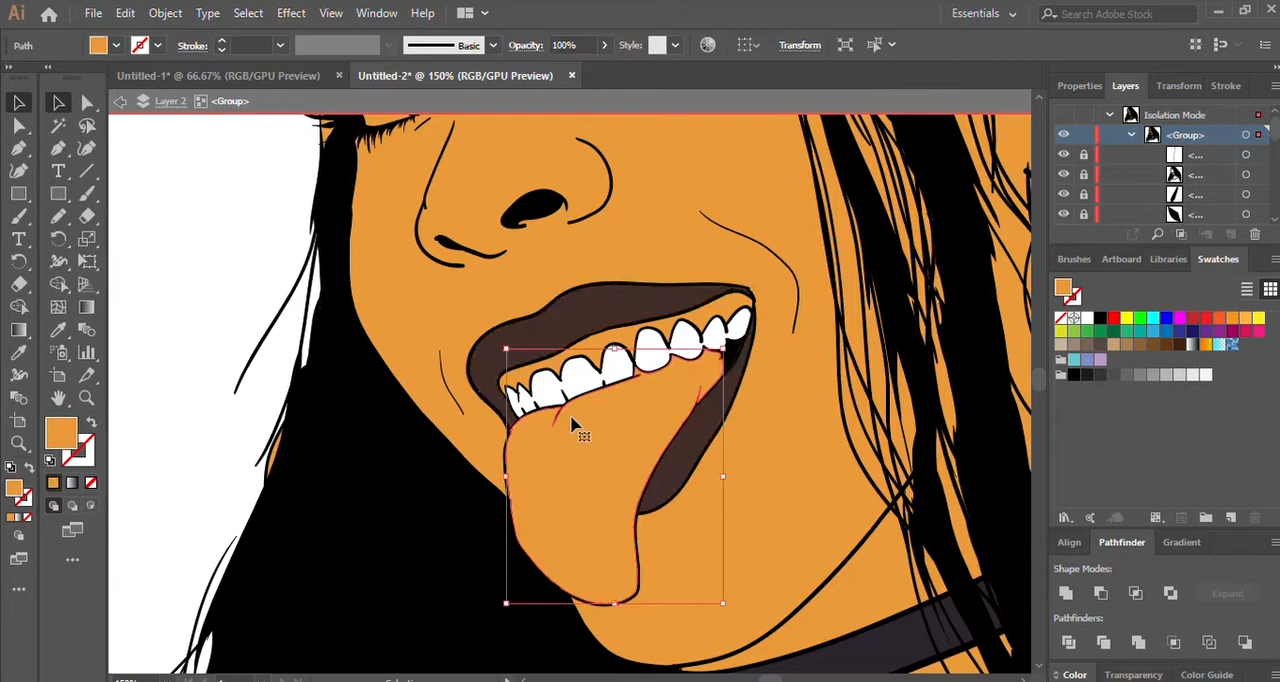 Ai File Edit Object Type Select Effect View Window Help Essentials Search Adobe Stock
Path Stroke: Basic Opacity: 100% Style: Transform
Untitled-1* @ 66.67% (RGB/GPU Preview) × Untitled-2* @ 150% (RGB/GPU Preview) ×
Layer 2 <Group>
Properties Layers Transform Stroke
Isolation Mode
<Group>
<...
<...
<...
<...
Brushes Artboard Libraries Swatches
Align Pathfinder Gradient
Shape Modes:
Expand
Pathfinders:
Color Transparency Color Guide